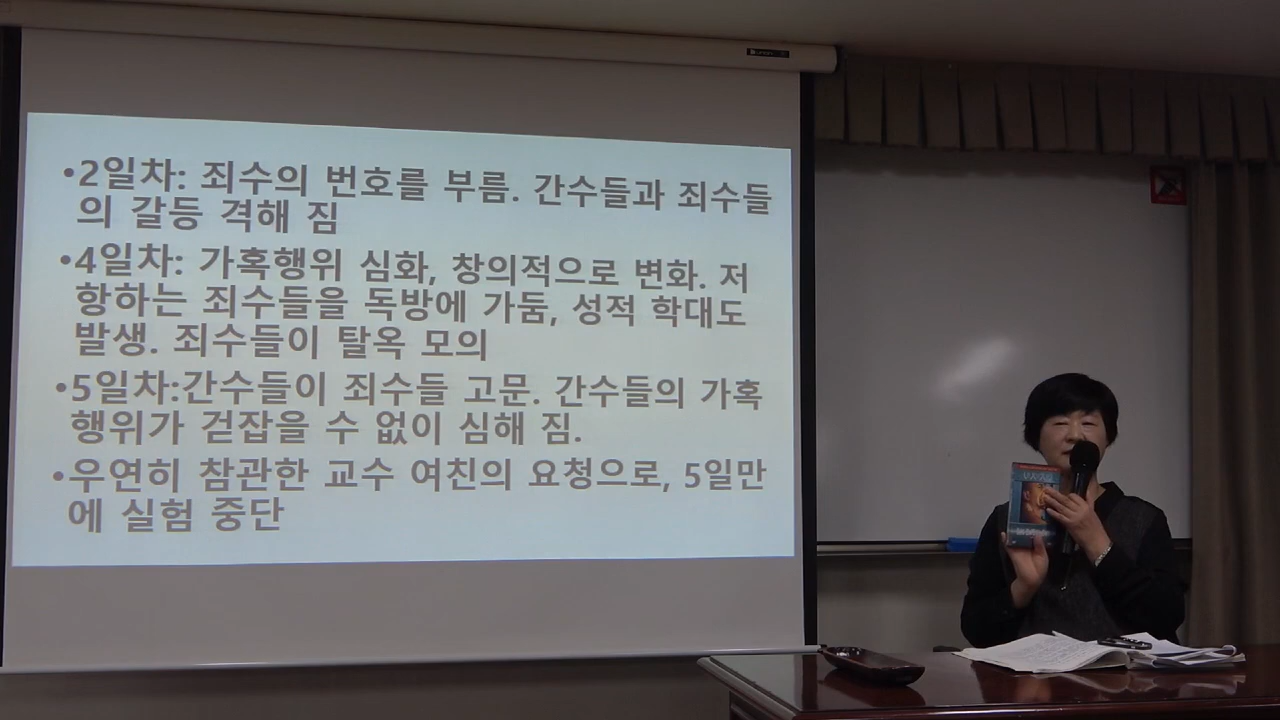 •2일차: 죄수의 번호를 부름. 간수들과 죄수들
의 갈등 격해 짐
•4일차: 가혹행위 심화, 창의적으로 변화. 저
항하는 죄수들을 독방에 가둠, 성적 학대도
발생. 죄수들이 탈옥 모의
•5일차:간수들이 죄수들 고문. 간수들의 가혹
행위가 걷잡을 수 없이 심해 짐.
•우연히 참관한 교수 여친의 요청으로, 5일만
에 실험 중단